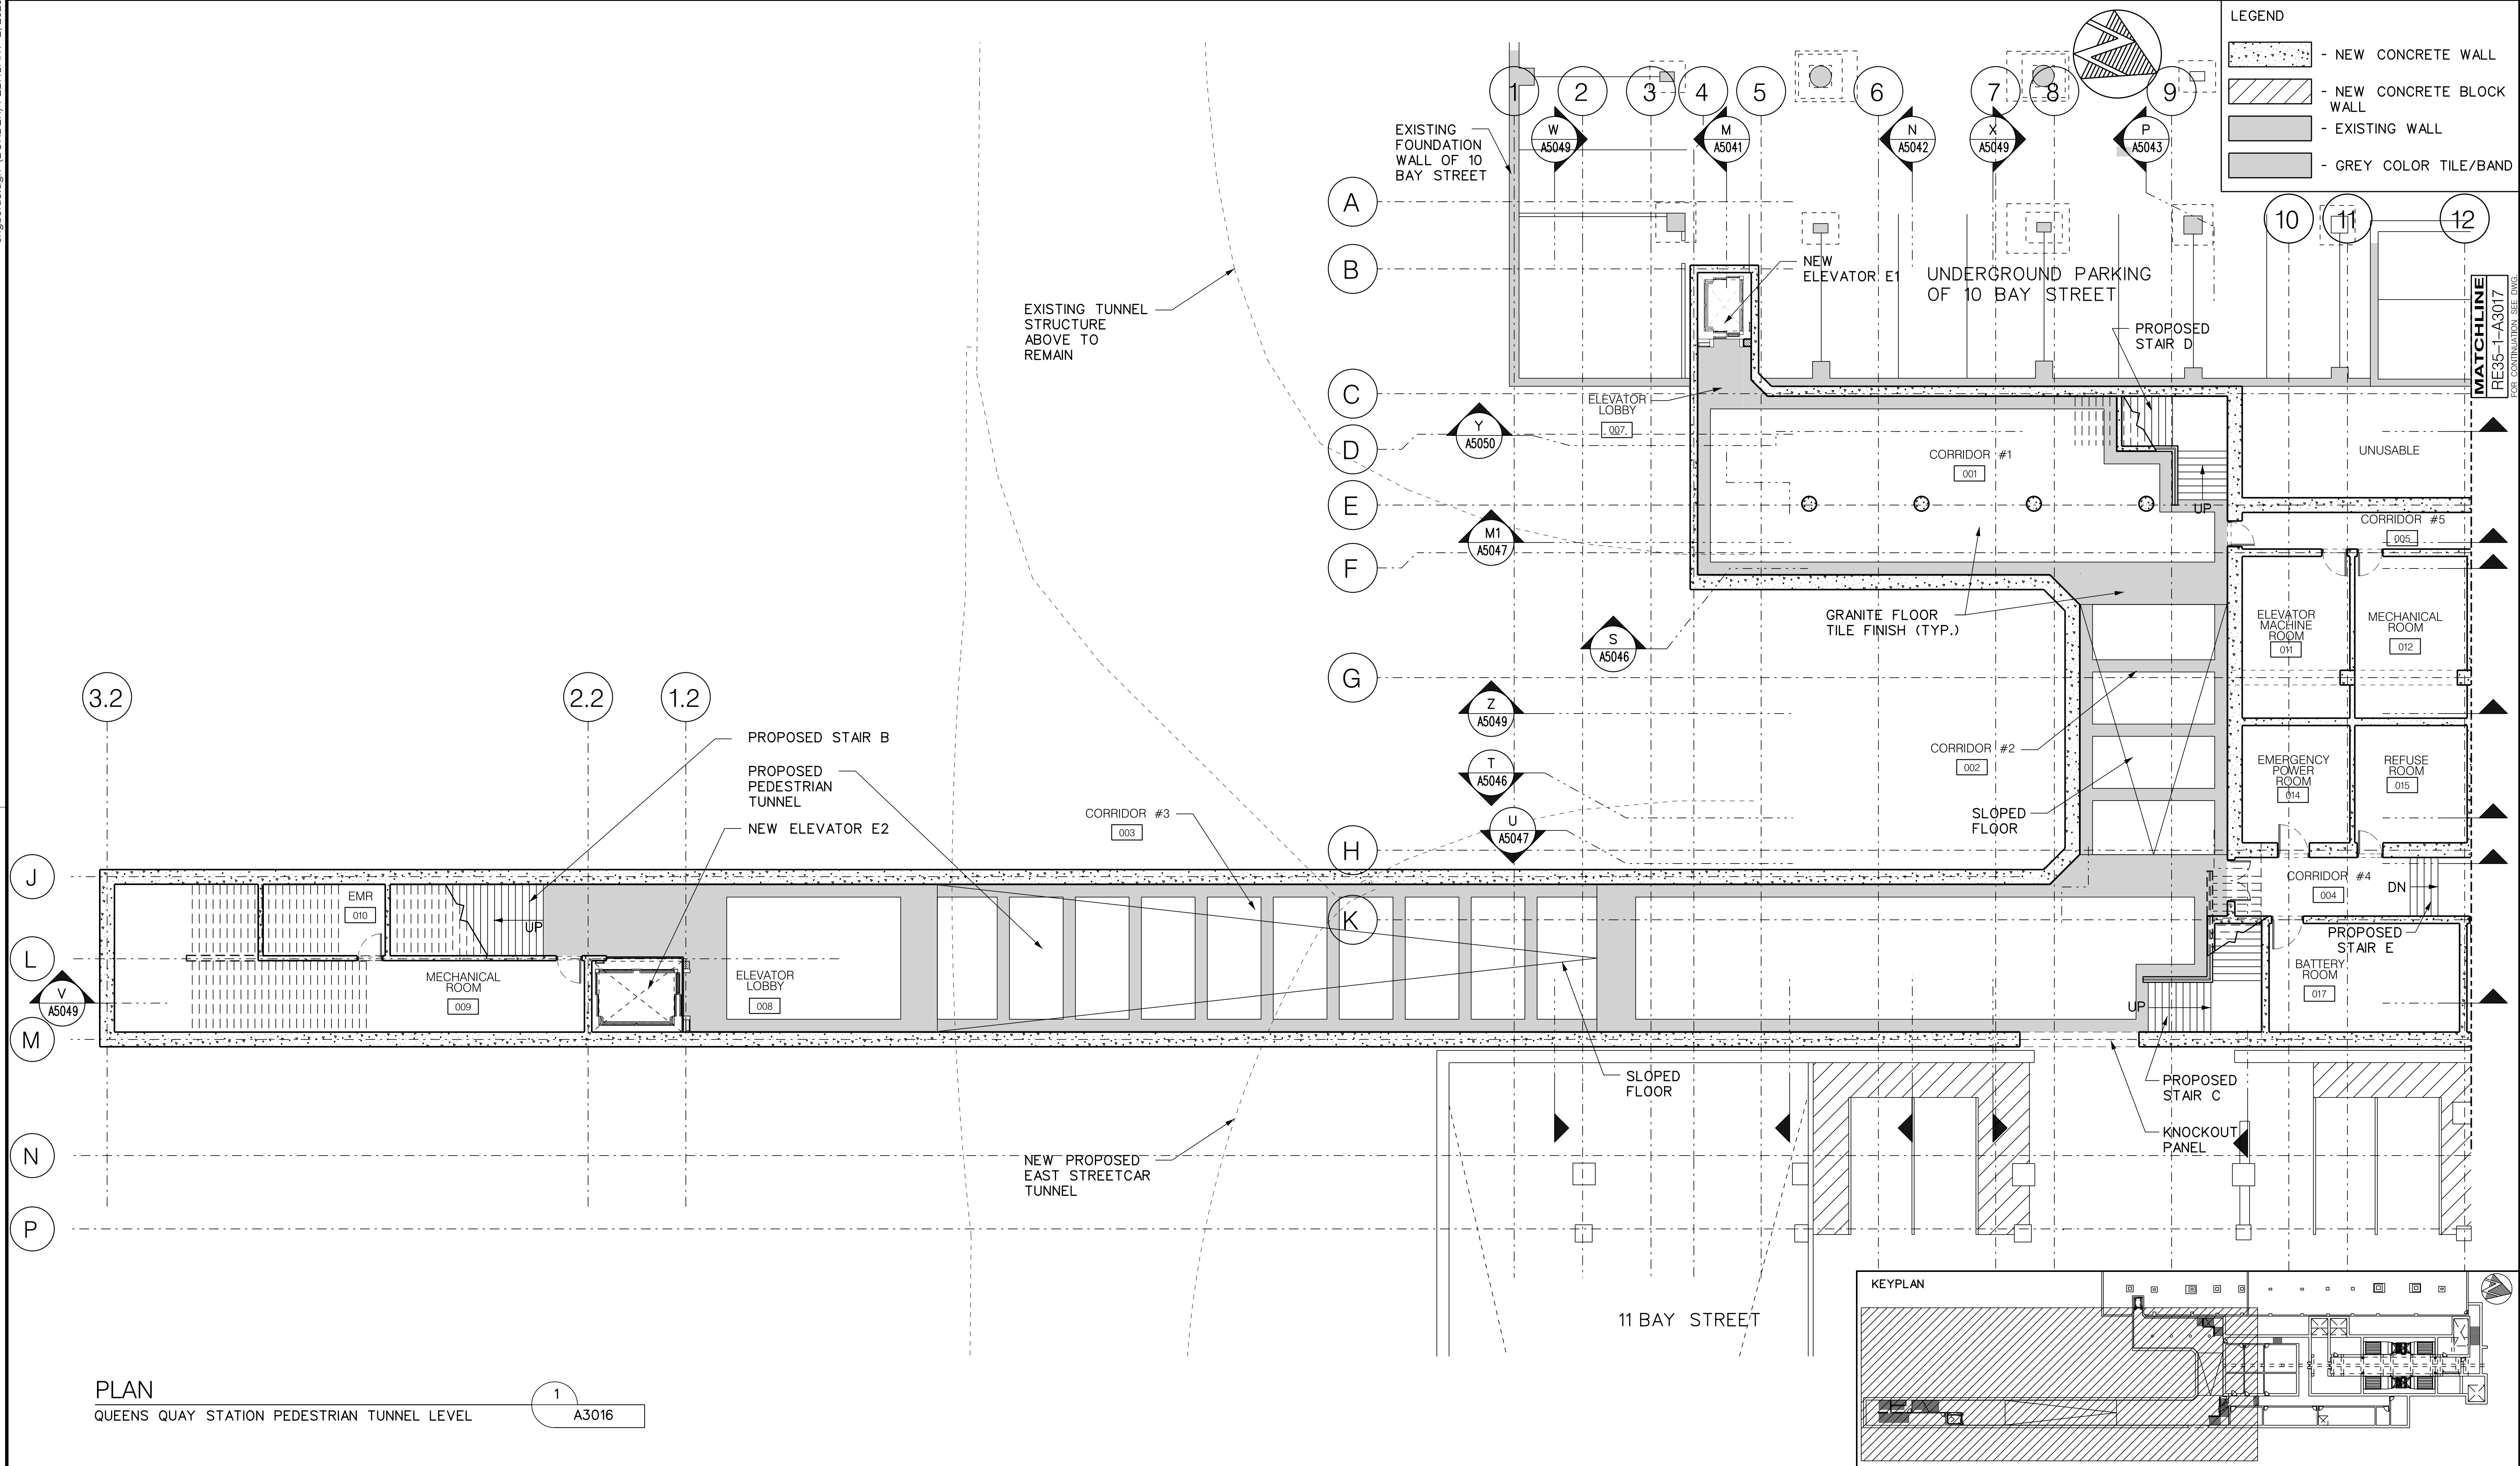 LEGEND
- NEW CONCRETE WALL
- NEW CONCRETE BLOCK
WALL
- EXISTING WALL
- GREY COLOR TILE/BAND
1
2
3
4
5
6
7
8
9
10
11
12
W
A5049
M
A5041
N
A5042
X
A5049
P
A5043
EXISTING
FOUNDATION
WALL OF 10
BAY STREET
A
B
C
D
E
F
G
H
K
NEW
ELEVATOR E1
UNDERGROUND PARKING
OF 10 BAY STREET
MATCHLINE
RE35-1-A3017
FOR CONTINUATION SEE DWG.
EXISTING TUNNEL
STRUCTURE
ABOVE TO
REMAIN
PROPOSED
STAIR D
ELEVATOR
LOBBY
007
Y
A5050
CORRIDOR #1
001
UNUSABLE
UP
CORRIDOR #5
005
M1
A5047
GRANITE FLOOR
TILE FINISH (TYP.)
S
A5046
ELEVATOR
MACHINE
ROOM
011
MECHANICAL
ROOM
012
Z
A5049
T
A5046
U
A5047
CORRIDOR #2
002
SLOPED
FLOOR
EMERGENCY
POWER
ROOM
014
REFUSE
ROOM
015
3.2
2.2
1.2
PROPOSED STAIR B
PROPOSED
PEDESTRIAN
TUNNEL
NEW ELEVATOR E2
CORRIDOR #3
003
J
L
M
N
P
V
A5049
EMR
010
UP
MECHANICAL
ROOM
009
ELEVATOR
LOBBY
008
CORRIDOR #4
004
DN
PROPOSED
STAIR E
BATTERY
ROOM
017
UP
SLOPED
FLOOR
PROPOSED
STAIR C
KNOCKOUT
PANEL
NEW PROPOSED
EAST STREETCAR
TUNNEL
11 BAY STREET
KEYPLAN
PLAN
QUEENS QUAY STATION PEDESTRIAN TUNNEL LEVEL
1
A3016